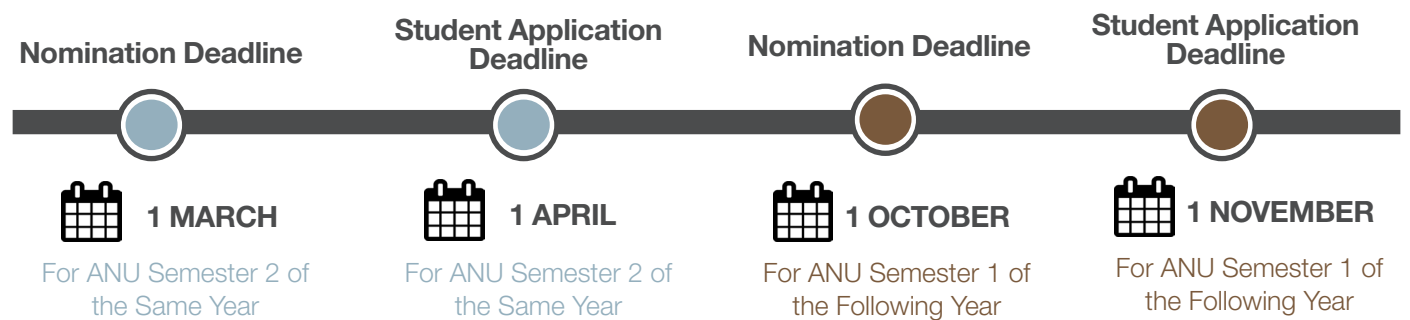 Nomination Deadline
Student Application
Deadline
Nomination Deadline
Student Application
Deadline
1 MARCH
1 APRIL
1 OCTOBER
1 NOVEMBER
For ANU Semester 2 of
the Same Year
For ANU Semester 2 of
the Same Year
For ANU Semester 1 of
the Following Year
For ANU Semester 1 of
the Following Year